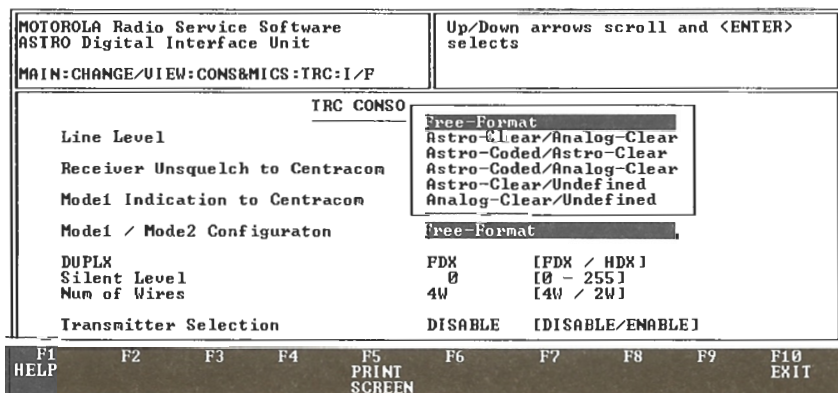 MOTOROLA Radio Service Software
ASTRO Digital Interface Unit
MAIN:CHANGE/VIEW:CONS&MICS:TRC:I/F
Up/Down arrows scroll and <ENTER>
selects
TRC CONSO
Free-Format
Astro-Clear/Analog-Clear
Astro-Coded/Astro-Clear
Astro-Coded/Analog-Clear
Astro-Clear/Undefined
Analog-Clear/Undefined
Line Level
Receiver Unsquelch to Centracom
Mode1 Indication to Centracom
Mode1 / Mode2 Configuraton Free-Format
DUPLX FDX [FDX / HDX]
Silent Level 0 [0 - 255]
Num of Wires 4W [4W / 2W]
Transmitter Selection DISABLE [DISABLE/ENABLE]
F1 F2 F3 F4 F5 F6 F7 F8 F9 F10
HELP PRINT EXIT
SCREEN